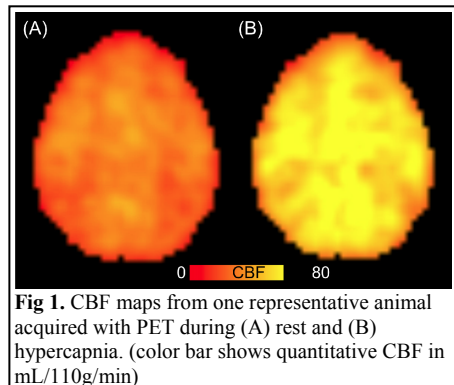 (A) (B)
0 CBF 80
Fig 1. CBF maps from one representative animal
acquired with PET during (A) rest and (B)
hypercapnia. (color bar shows quantitative CBF in
mL/110g/min)